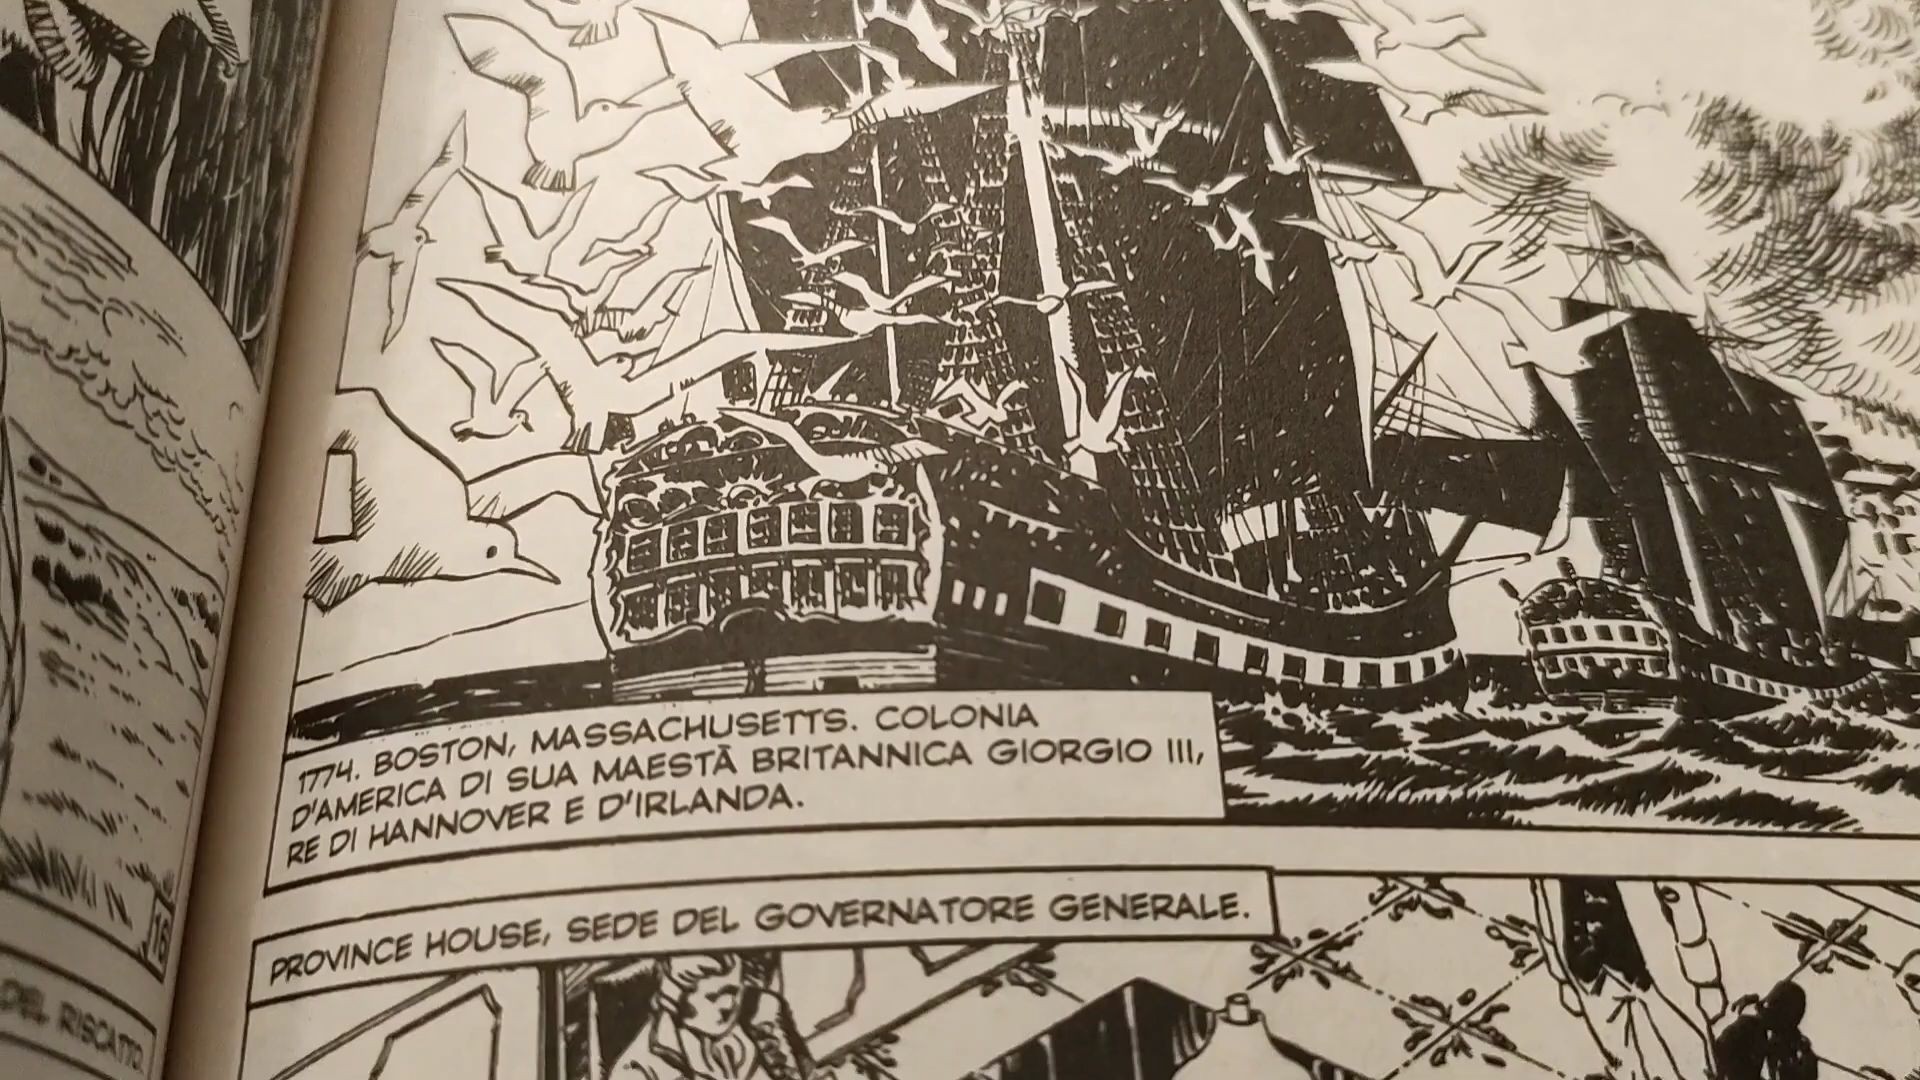 16
DEL RISCATTO.
1774. BOSTON, MASSACHUSETTS. COLONIA
D'AMERICA DI SUA MAESTÀ BRITANNICA GIORGIO III,
RE DI HANNOVER E D'IRLANDA.
PROVINCE HOUSE, SEDE DEL GOVERNATORE GENERALE.